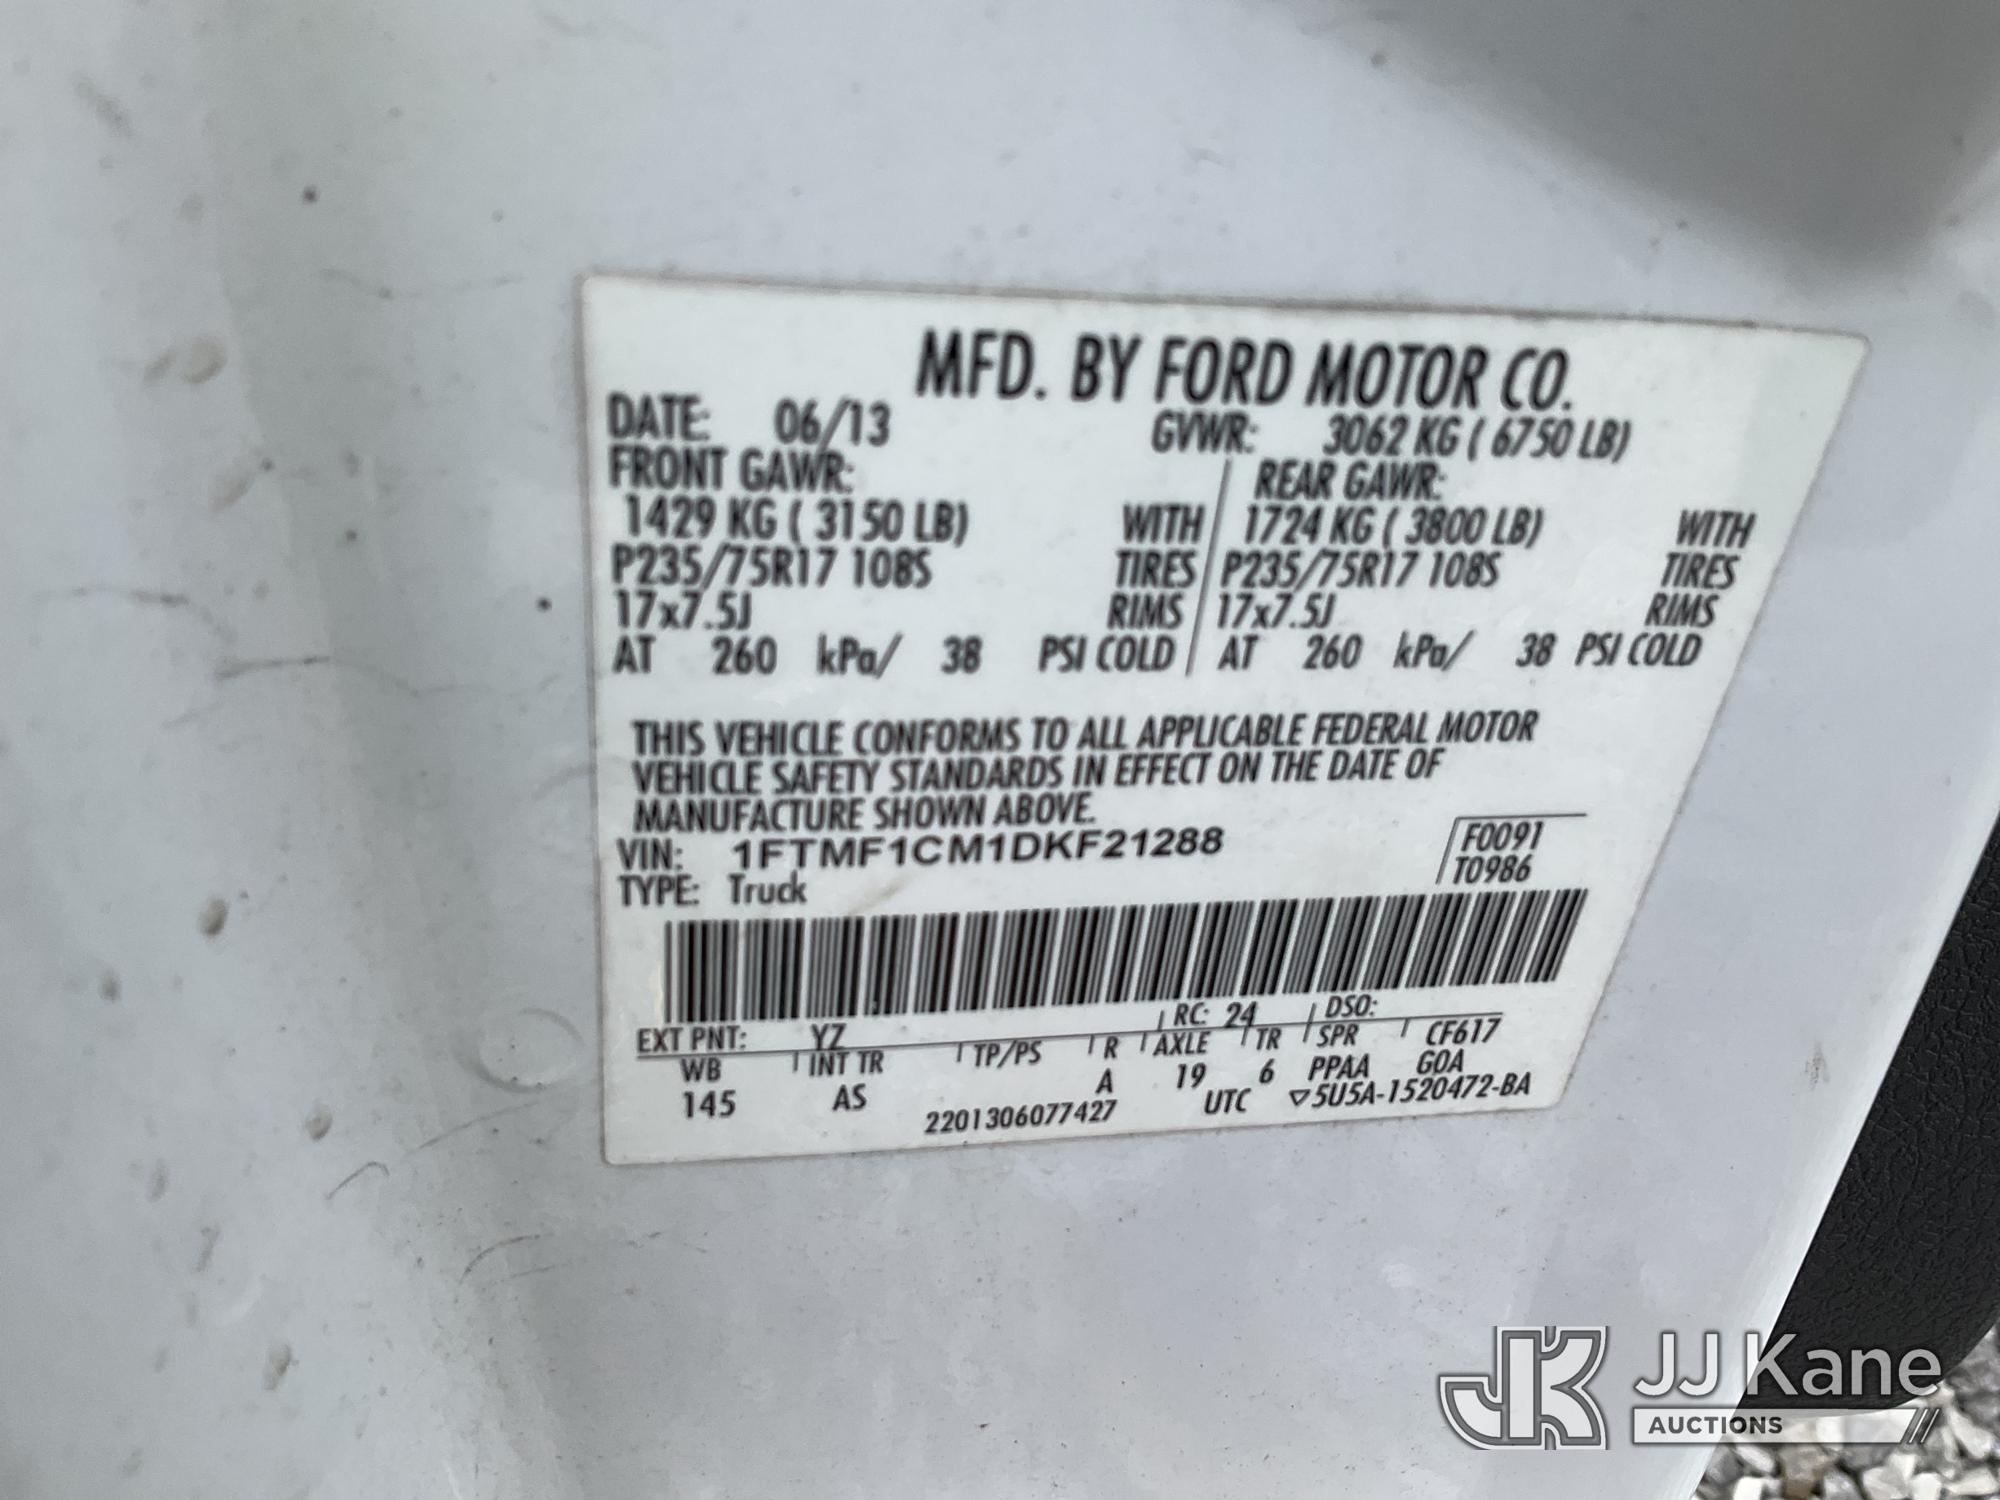 MFD. BY FORD MOTOR CO.
DATE: 06/13 GVWR: 3062 KG ( 6750 LB)
FRONT GAWR: REAR GAWR:
1429 KG ( 3150 LB) WITH 1724 KG ( 3800 LB) WITH
P235/75R17 108S TIRES P235/75R17 108S TIRES
17x7.5J RIMS 17x7.5J RIMS
AT 260 kPa/ 38 PSI COLD AT 260 kPa/ 38 PSI COLD
THIS VEHICLE CONFORMS TO ALL APPLICABLE FEDERAL MOTOR
VEHICLE SAFETY STANDARDS IN EFFECT ON THE DATE OF
MANUFACTURE SHOWN ABOVE.
VIN: 1FTMF1CM1DKF21288 F0091
TYPE: Truck T0986
EXT PNT: YZ RC: 24 DSO:
WB INT TR TP/PS R AXLE TR SPR CF617
145 AS A 19 6 PPAA GOA
2201306077427 UTC ▽5U5A-1520472-BA
JK JJ Kane
AUCTIONS